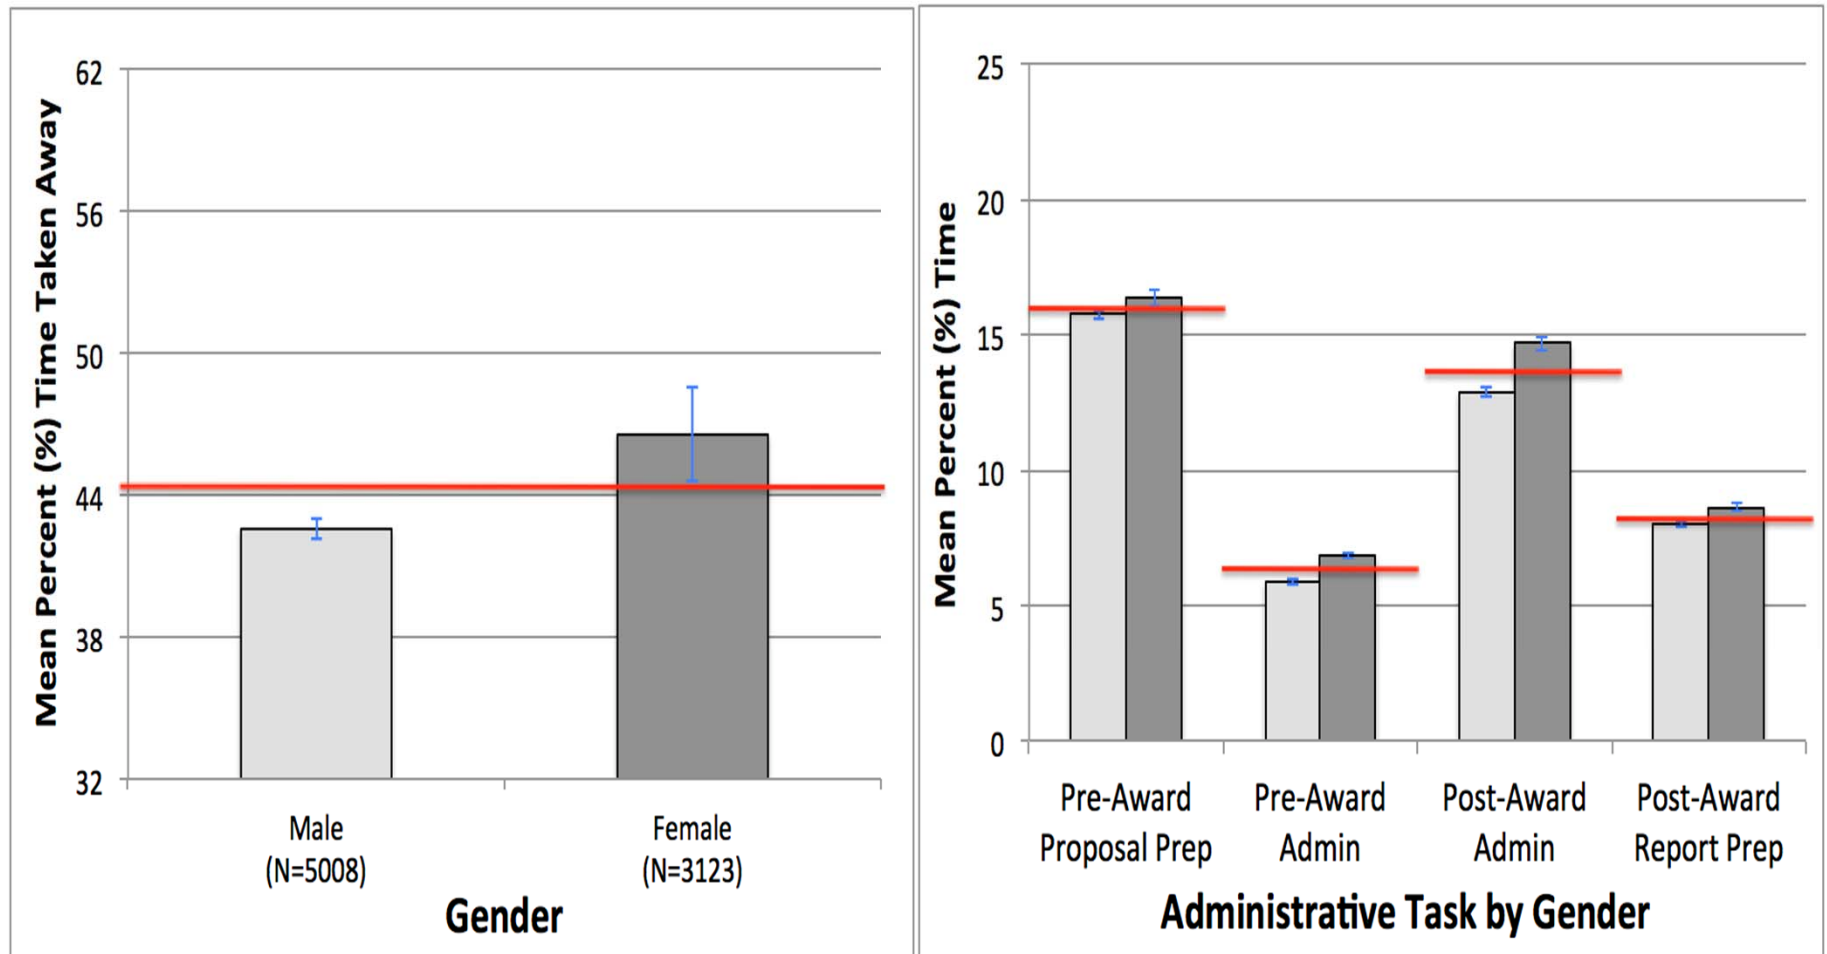 Mean Percent (%) Time Taken Away
62
56
50
44
38
32
Male
(N=5008)
Female
(N=3123)
Gender
Mean Percent (%) Time
25
20
15
10
5
0
Pre-Award
Proposal Prep
Pre-Award
Admin
Post-Award
Admin
Post-Award
Report Prep
Administrative Task by Gender